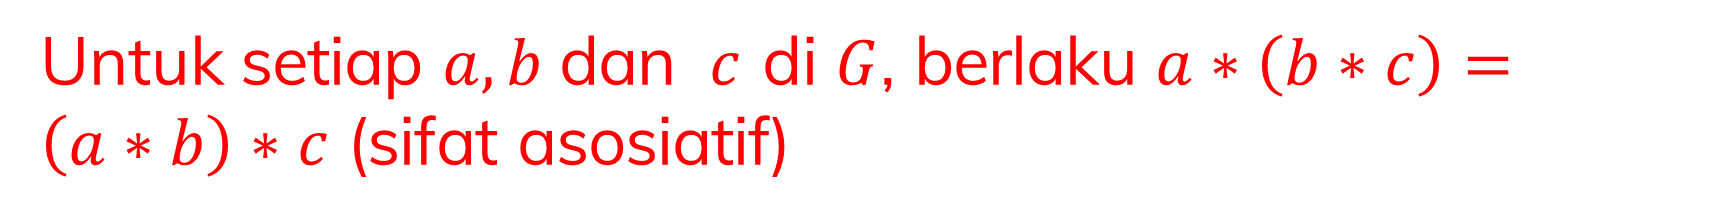 Untuk setiap a, b dan c di G, berlaku a ∗ (b ∗ c) =
(a ∗ b) ∗ c (sifat asosiatif)